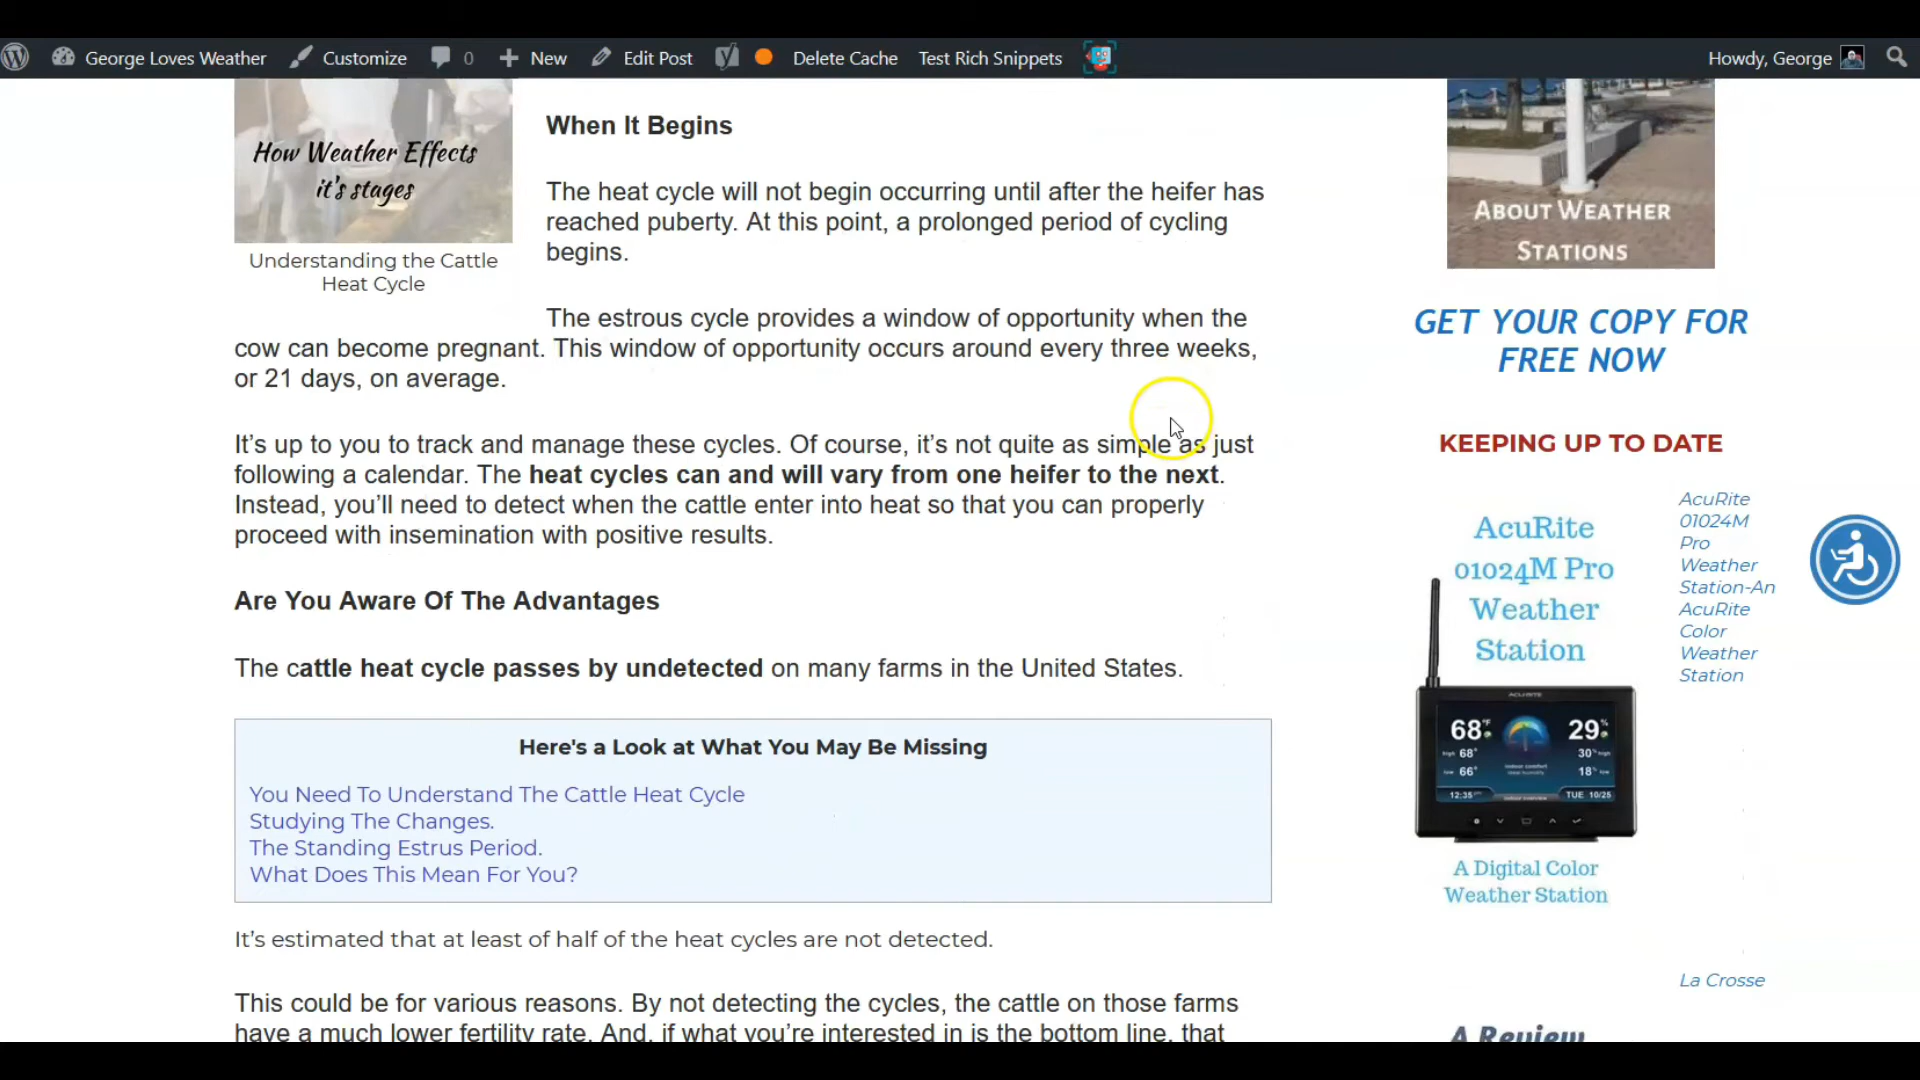 George Loves Weather Customize 0 New Edit Post Delete Cache Test Rich Snippets Howdy, George
How Weather Effects
it's stages
Understanding the Cattle
Heat Cycle
When It Begins
The heat cycle will not begin occurring until after the heifer has
reached puberty. At this point, a prolonged period of cycling
begins.
The estrous cycle provides a window of opportunity when the
cow can become pregnant. This window of opportunity occurs around every three weeks,
or 21 days, on average.
It's up to you to track and manage these cycles. Of course, it's not quite as simple as just
following a calendar. The heat cycles can and will vary from one heifer to the next.
Instead, you'll need to detect when the cattle enter into heat so that you can properly
proceed with insemination with positive results.
Are You Aware Of The Advantages
The cattle heat cycle passes by undetected on many farms in the United States.
Here's a Look at What You May Be Missing
You Need To Understand The Cattle Heat Cycle
Studying The Changes.
The Standing Estrus Period.
What Does This Mean For You?
It's estimated that at least of half of the heat cycles are not detected.
This could be for various reasons. By not detecting the cycles, the cattle on those farms
have a much lower fertility rate. And, if what you're interested in is the bottom line, that
ABOUT WEATHER
STATIONS
GET YOUR COPY FOR
FREE NOW
KEEPING UP TO DATE
AcuRite
01024M Pro
Weather
Station
ACURITE
68°F 29%
high 68° 30% high
low 66° 18% low
12:35 TUE 10/25
A Digital Color
Weather Station
AcuRite
01024M
Pro
Weather
Station-An
AcuRite
Color
Weather
Station
La Crosse
A Review